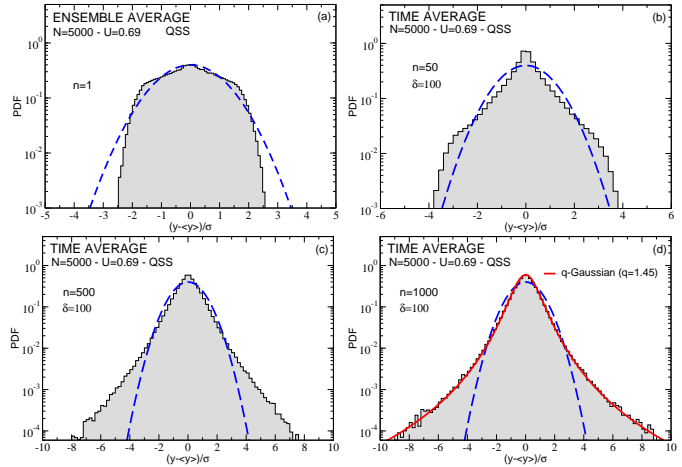 ENSEMBLE AVERAGE
(a)
N=5000 - U=0.69 QSS
n=1
PDF
10^0
10^-1
10^-2
10^-3
-5 -4 -3 -2 -1 0 1 2 3 4 5
(y-<y>)/σ
TIME AVERAGE
(b)
N=5000 - U=0.69 - QSS
n=50
δ=100
PDF
10^0
10^-1
10^-2
10^-3
-6 -4 -2 0 2 4 6
(y-<y>)/σ
TIME AVERAGE
(c)
N=5000 - U=0.69 - QSS
n=500
δ=100
PDF
10^0
10^-1
10^-2
10^-3
10^-4
-10 -8 -6 -4 -2 0 2 4 6 8 10
(y-<y>)/σ
TIME AVERAGE
(d)
N=5000 - U=0.69 - QSS
q-Gaussian (q=1.45)
n=1000
δ=100
PDF
10^0
10^-1
10^-2
10^-3
10^-4
-10 -8 -6 -4 -2 0 2 4 6 8 10
(y-<y>)/σ